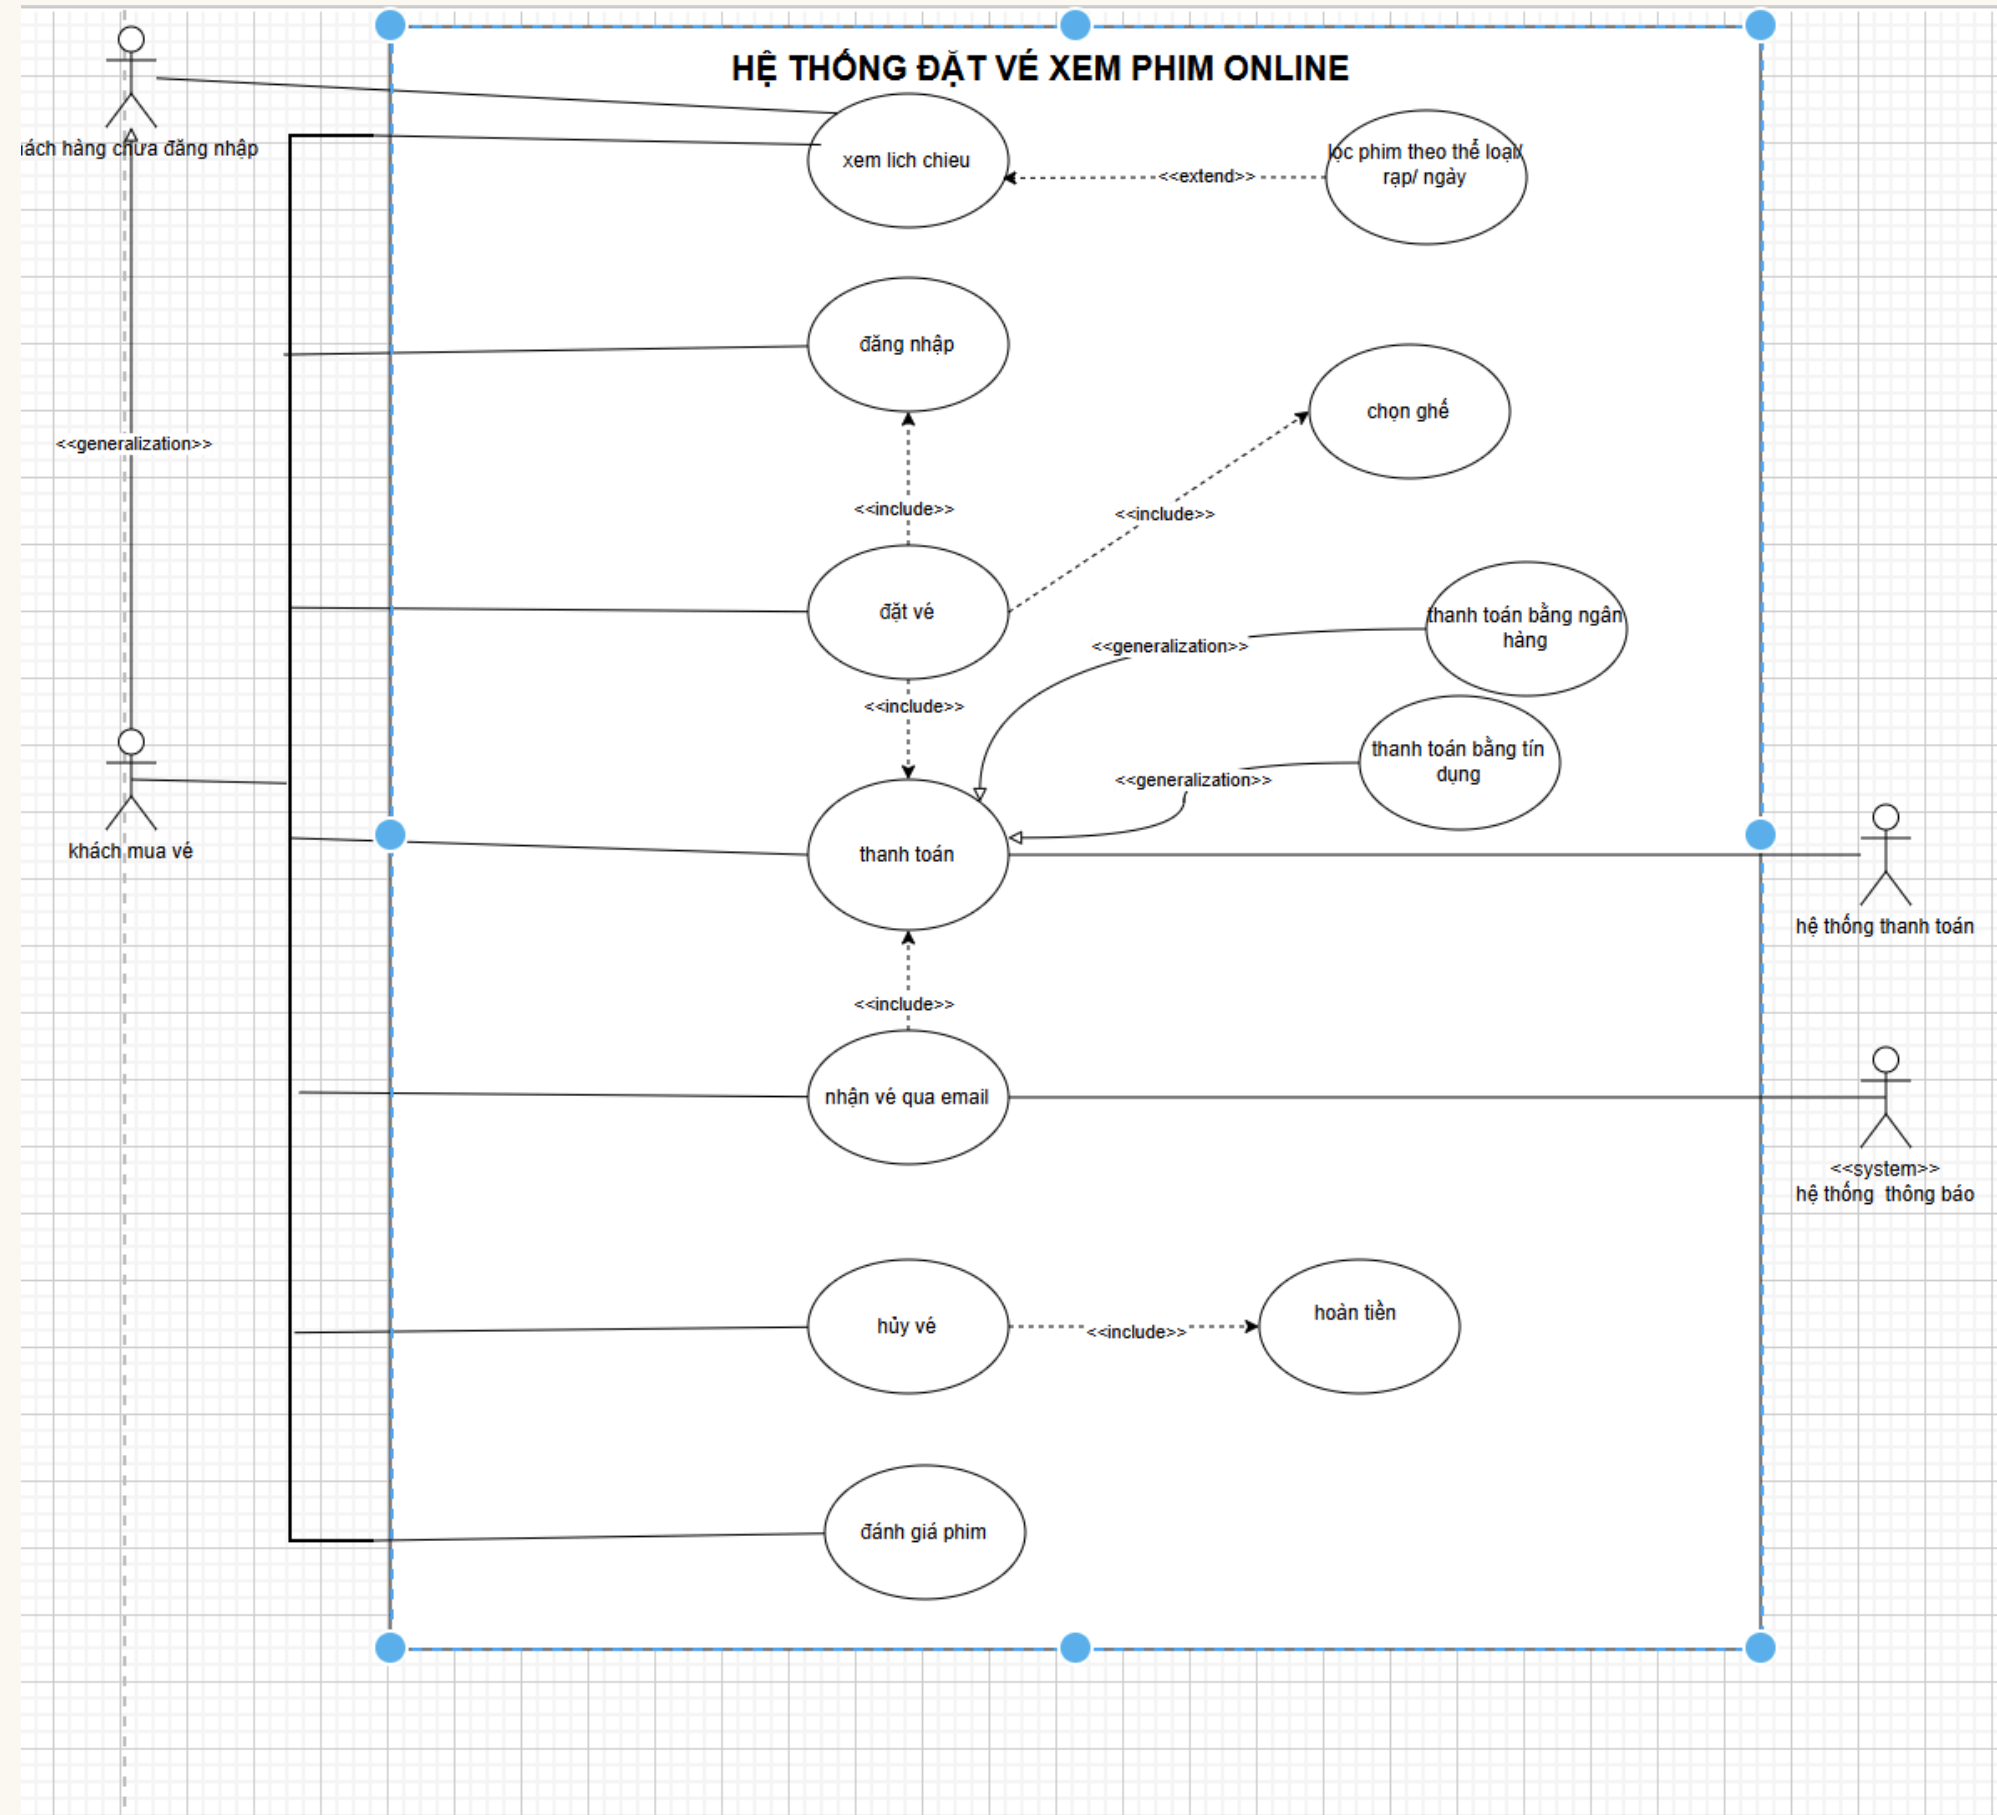 HỆ THỐNG ĐẶT VÉ XEM PHIM ONLINE
hách hàng chưa đăng nhập
xem lich chieu
<<extend>>
lọc phim theo thể loại/
rạp/ ngày
đăng nhập
<<generalization>>
chọn ghế
<<include>>
<<include>>
đặt vé
thanh toán bằng ngân
hàng
<<generalization>>
<<include>>
thanh toán bằng tín
dụng
<<generalization>>
khách mua vé
thanh toán
hệ thống thanh toán
<<include>>
nhận vé qua email
<<system>>
hệ thống thông báo
hủy vé
<<include>>
hoàn tiền
đánh giá phim